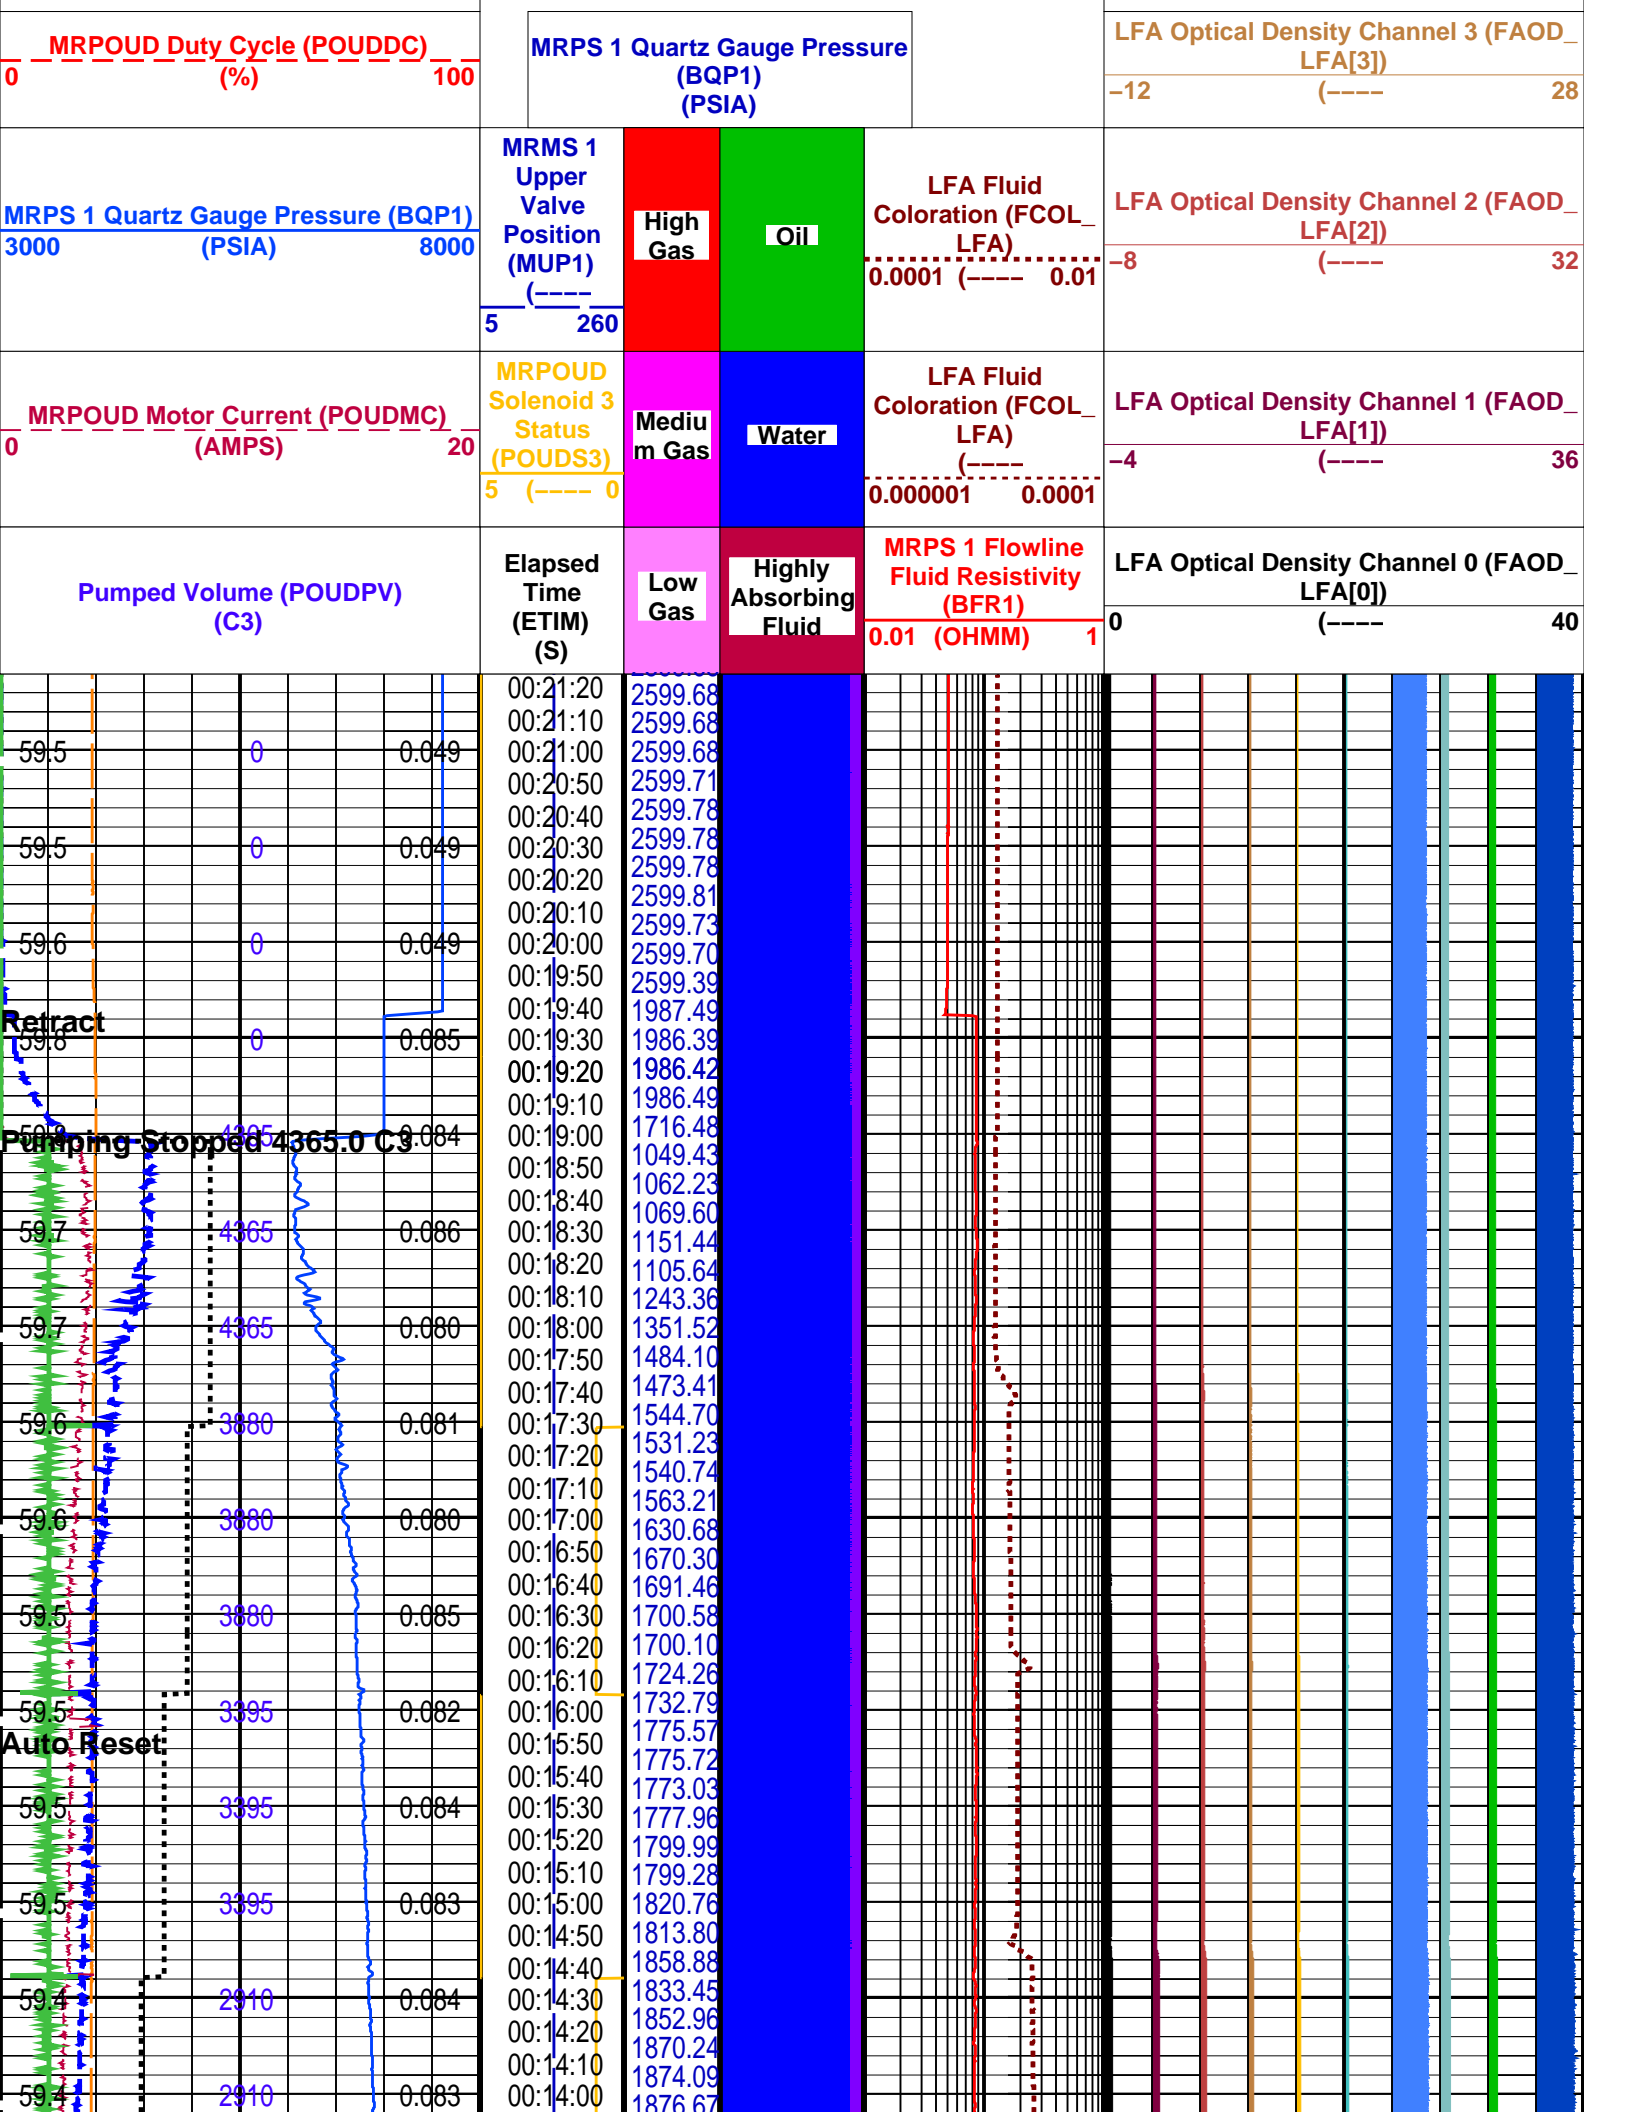 MRPOUD Duty Cycle (POUDDC)
0 (%) 100
MRPS 1 Quartz Gauge Pressure
(BQP1)
(PSIA)
LFA Optical Density Channel 3 (FAOD_
LFA[3])
−12 (−−−− 28
MRPS 1 Quartz Gauge Pressure (BQP1)
3000 (PSIA) 8000
MRMS 1
Upper
Valve
Position
(MUP1)
(−−−−
5 260
High
Gas
Oil
LFA Fluid
Coloration (FCOL_
LFA)
0.0001 (−−−− 0.01
LFA Optical Density Channel 2 (FAOD_
LFA[2])
−8 (−−−− 32
MRPOUD Motor Current (POUDMC)
0 (AMPS) 20
MRPOUD
Solenoid 3
Status
(POUDS3)
5 (−−−− 0
Mediu
m Gas
Water
LFA Fluid
Coloration (FCOL_
LFA)
(−−−−
0.000001 0.0001
LFA Optical Density Channel 1 (FAOD_
LFA[1])
−4 (−−−− 36
Pumped Volume (POUDPV)
(C3)
Elapsed
Time
(ETIM)
(S)
Low
Gas
Highly
Absorbing
Fluid
MRPS 1 Flowline
Fluid Resistivity
(BFR1)
0.01 (OHMM) 1
LFA Optical Density Channel 0 (FAOD_
LFA[0])
0 (−−−− 40
00:21:20 2599.68
00:21:10 2599.68
59.5 0 0.049 00:21:00 2599.68
00:20:50 2599.71
00:20:40 2599.78
59.5 0 0.049 00:20:30 2599.78
2599.78
00:20:20 2599.81
00:20:10 2599.73
59.6 0 0.049 00:20:00 2599.70
00:19:50 2599.39
00:19:40 1987.49
Retract
59.8 0 0.085 00:19:30 1986.39
00:19:20 1986.42
00:19:10 1986.49
59.8 4365 0.084 00:19:00 1716.48
Pumping Stopped 4365.0 C3
00:18:50 1049.43
00:18:40 1062.23
1069.60
59.7 4365 0.086 00:18:30 1151.44
00:18:20 1105.64
00:18:10 1243.36
59.7 4365 0.080 00:18:00 1351.52
00:17:50 1484.10
00:17:40 1473.41
59.6 3880 0.081 00:17:30 1544.70
00:17:20 1531.23
1540.74
00:17:10 1563.21
59.6 3880 0.080 00:17:00 1630.68
00:16:50 1670.30
00:16:40 1691.46
59.5 3880 0.085 00:16:30 1700.58
00:16:20 1700.10
00:16:10 1724.26
59.5 3395 0.082 00:16:00 1732.79
1775.57
Auto Reset
00:15:50 1775.72
00:15:40 1773.03
59.5 3395 0.084 00:15:30 1777.96
00:15:20 1799.99
00:15:10 1799.28
59.5 3395 0.083 00:15:00 1820.76
00:14:50 1813.80
00:14:40 1858.88
59.4 2910 0.084 00:14:30 1833.45
1852.96
00:14:20 1870.24
00:14:10 1874.09
59.4 2910 0.083 00:14:00 1876.67